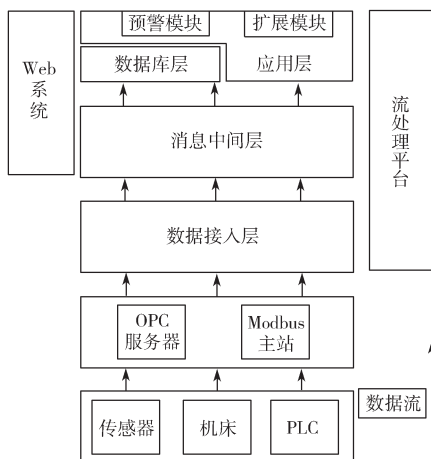 预警模块
扩展模块
Web
系统
数据库层
应用层
消息中间层
流处理平台
数据接入层
OPC
服务器
Modbus
主站
数据流
传感器
机床
PLC